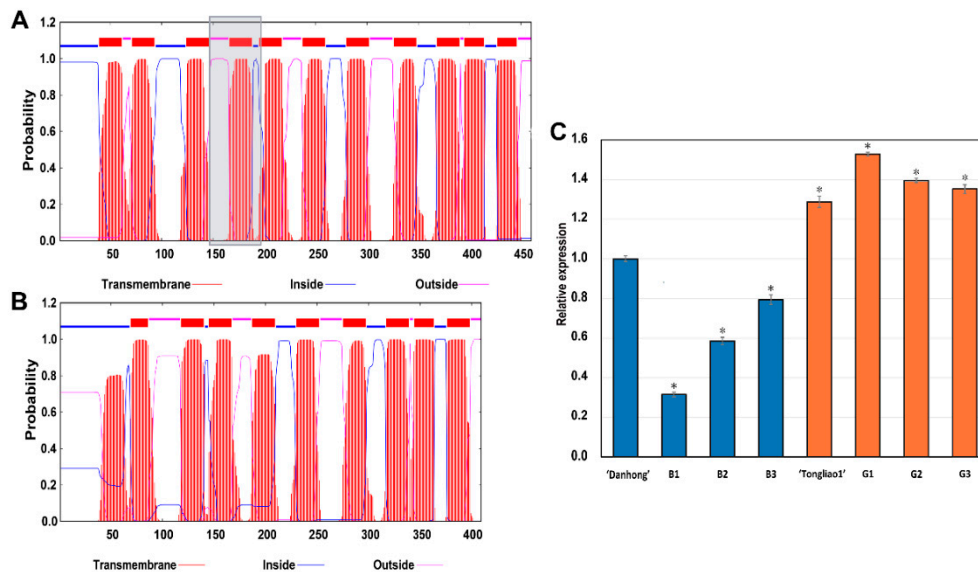 A
Probability
1.2
1.0
0.8
0.6
0.4
0.2
0.0
50 100 150 200 250 300 350 400 450
Transmembrane Inside Outside
B
Probability
1.2
1.0
0.8
0.6
0.4
0.2
0.0
50 100 150 200 250 300 350 400
Transmembrane Inside Outside
C
Relative expression
1.6
1.4
1.2
1.0
0.8
0.6
0.4
0.2
0.0
* * * * * * *
'Danhong' B1 B2 B3 'Tongliao1' G1 G2 G3